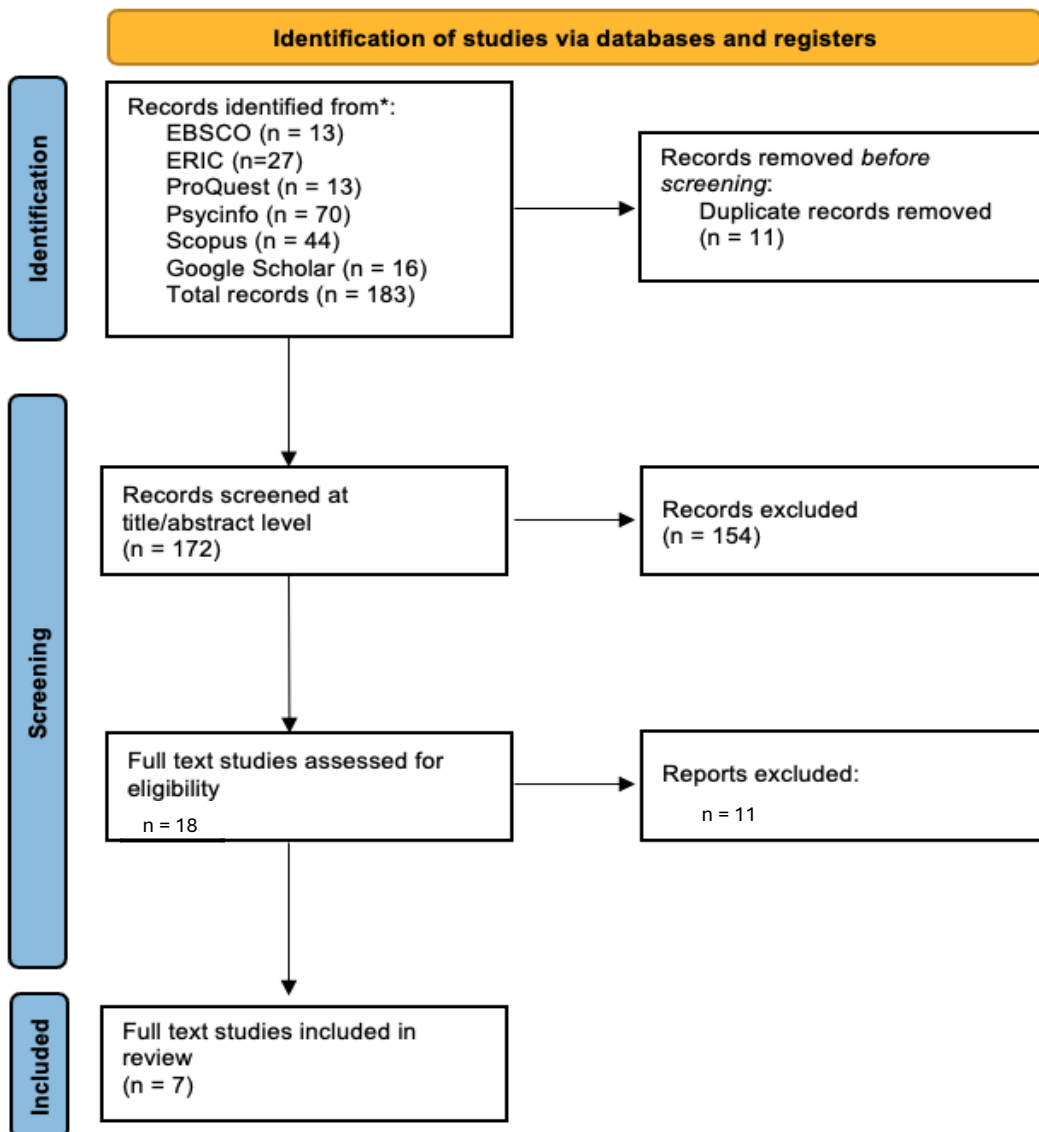 Identification of studies via databases and registers
Identification
Records identified from*:
EBSCO (n = 13)
ERIC (n=27)
ProQuest (n = 13)
Psycinfo (n = 70)
Scopus (n = 44)
Google Scholar (n = 16)
Total records (n = 183)
Records removed before
screening:
Duplicate records removed
(n = 11)
Screening
Records screened at
title/abstract level
(n = 172)
Records excluded
(n = 154)
Full text studies assessed for
eligibility
n = 18
Reports excluded:
n = 11
Included
Full text studies included in
review
(n = 7)